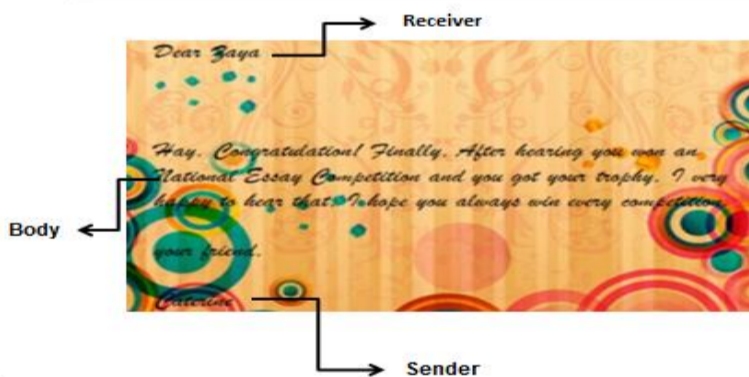 Receiver
Dear Zaya
Hay, Congratulation! Finally, After hearing you won an
National Essay Competition and you got your trophy. I very
happy to hear that. I hope you always win every competition.
Body
your friend,
Caterine
Sender